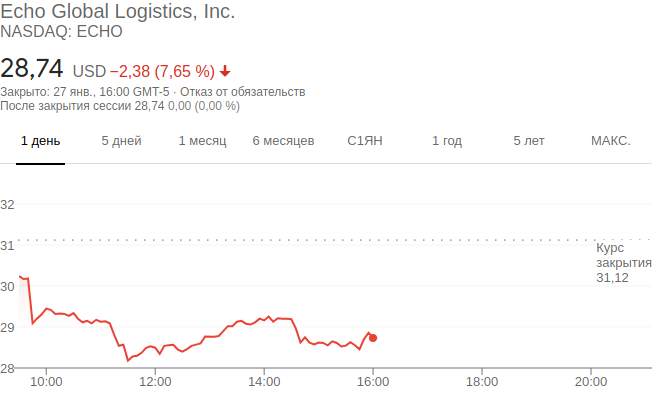 Echo Global Logistics, Inc.
NASDAQ: ECHO
28,74 USD −2,38 (7,65 %)
Закрыто: 27 янв., 16:00 GMT-5 · Отказ от обязательств
После закрытия сессии 28,74 0,00 (0,00 %)
1 день 5 дней 1 месяц 6 месяцев С1ЯН 1 год 5 лет МАКС.
32
31
Курс
закрытия
31,12
30
29
28
10:00 12:00 14:00 16:00 18:00 20:00